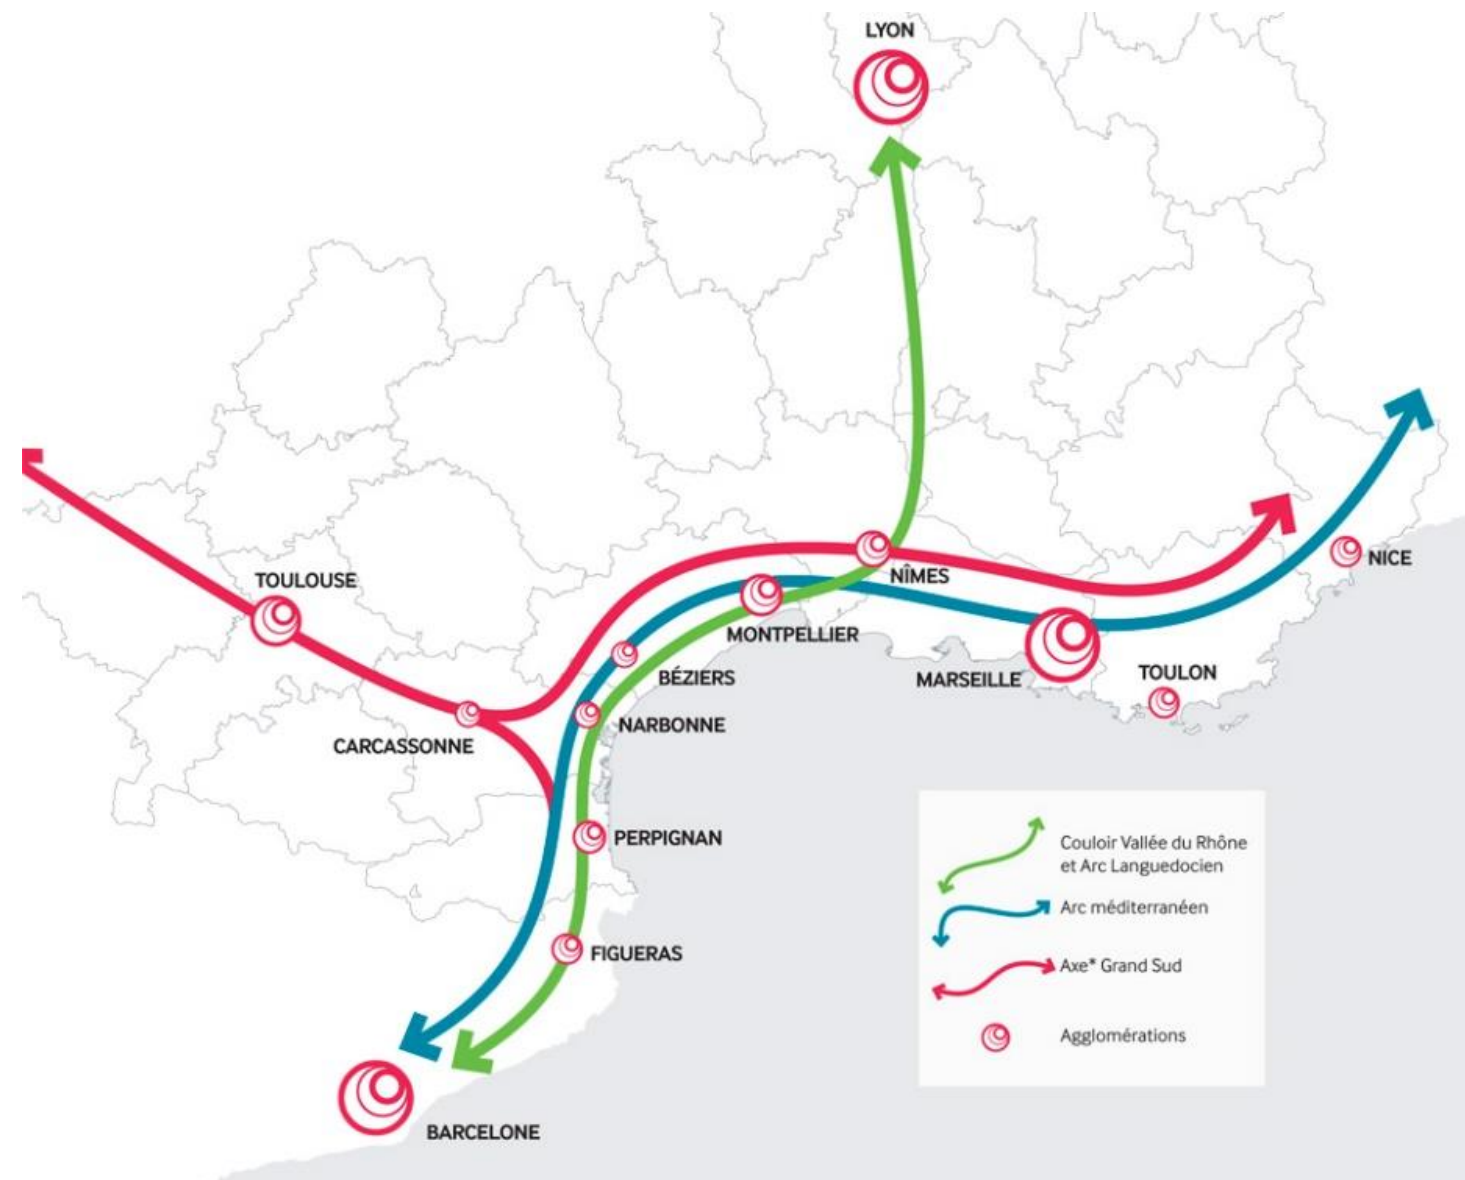 LYON
TOULOUSE
NÎMES
NICE
MONTPELLIER
BÉZIERS
MARSEILLE
TOULON
NARBONNE
CARCASSONNE
PERPIGNAN
FIGUERAS
BARCELONE
Couloir Vallée du Rhône
et Arc Languedocien
Arc méditerranéen
Axe* Grand Sud
Agglomérations